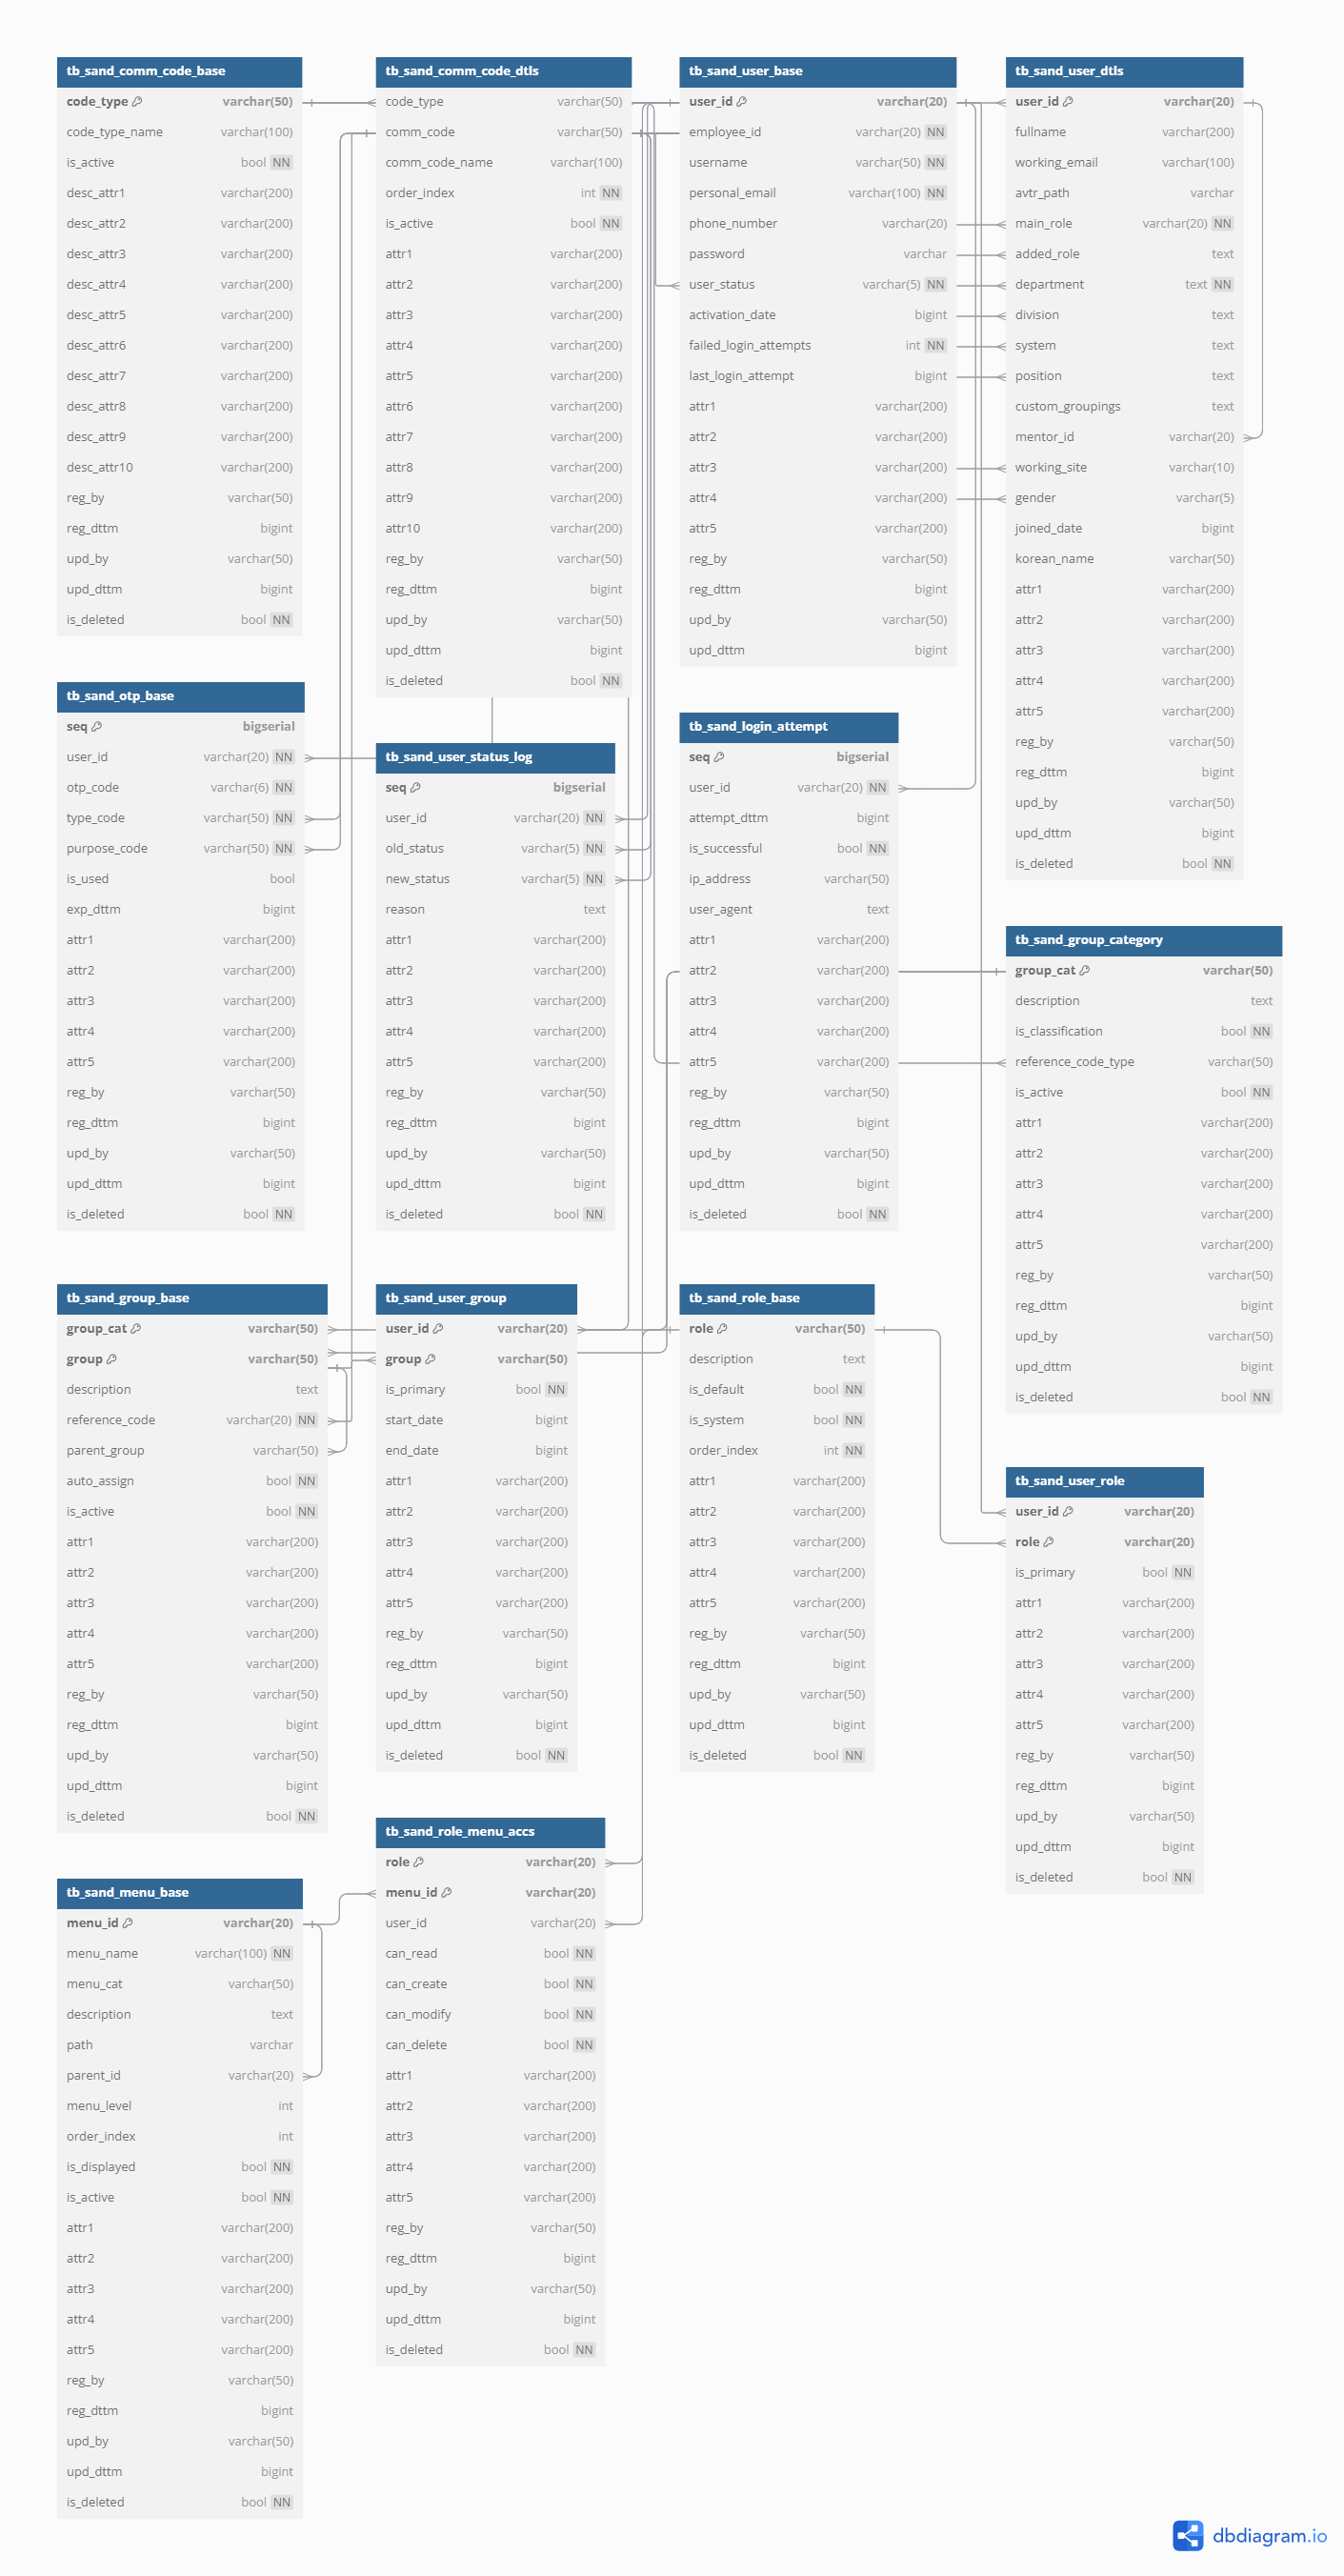 tb_sand_comm_code_base
code_type varchar(50)
code_type_name varchar(100)
is_active bool NN
desc_attr1 varchar(200)
desc_attr2 varchar(200)
desc_attr3 varchar(200)
desc_attr4 varchar(200)
desc_attr5 varchar(200)
desc_attr6 varchar(200)
desc_attr7 varchar(200)
desc_attr8 varchar(200)
desc_attr9 varchar(200)
desc_attr10 varchar(200)
reg_by varchar(50)
reg_dttm bigint
upd_by varchar(50)
upd_dttm bigint
is_deleted bool NN
tb_sand_comm_code_dtls
code_type varchar(50)
comm_code varchar(50)
comm_code_name varchar(100)
order_index int NN
is_active bool NN
attr1 varchar(200)
attr2 varchar(200)
attr3 varchar(200)
attr4 varchar(200)
attr5 varchar(200)
attr6 varchar(200)
attr7 varchar(200)
attr8 varchar(200)
attr9 varchar(200)
attr10 varchar(200)
reg_by varchar(50)
reg_dttm bigint
upd_by varchar(50)
upd_dttm bigint
is_deleted bool NN
tb_sand_user_base
user_id varchar(20)
employee_id varchar(20) NN
username varchar(50) NN
personal_email varchar(100) NN
phone_number varchar(20)
password varchar
user_status varchar(5) NN
activation_date bigint
failed_login_attempts int NN
last_login_attempt bigint
attr1 varchar(200)
attr2 varchar(200)
attr3 varchar(200)
attr4 varchar(200)
attr5 varchar(200)
reg_by varchar(50)
reg_dttm bigint
upd_by varchar(50)
upd_dttm bigint
tb_sand_user_dtls
user_id varchar(20)
fullname varchar(200)
working_email varchar(100)
avtr_path varchar
main_role varchar(20) NN
added_role text
department text NN
division text
system text
position text
custom_groupings text
mentor_id varchar(20)
working_site varchar(10)
gender varchar(5)
joined_date bigint
korean_name varchar(50)
attr1 varchar(200)
attr2 varchar(200)
attr3 varchar(200)
attr4 varchar(200)
attr5 varchar(200)
reg_by varchar(50)
reg_dttm bigint
upd_by varchar(50)
upd_dttm bigint
is_deleted bool NN
tb_sand_otp_base
seq bigserial
user_id varchar(20) NN
otp_code varchar(6) NN
type_code varchar(50) NN
purpose_code varchar(50) NN
is_used bool
exp_dttm bigint
attr1 varchar(200)
attr2 varchar(200)
attr3 varchar(200)
attr4 varchar(200)
attr5 varchar(200)
reg_by varchar(50)
reg_dttm bigint
upd_by varchar(50)
upd_dttm bigint
is_deleted bool NN
tb_sand_user_status_log
seq bigserial
user_id varchar(20) NN
old_status varchar(5) NN
new_status varchar(5) NN
reason text
attr1 varchar(200)
attr2 varchar(200)
attr3 varchar(200)
attr4 varchar(200)
attr5 varchar(200)
reg_by varchar(50)
reg_dttm bigint
upd_by varchar(50)
upd_dttm bigint
is_deleted bool NN
tb_sand_login_attempt
seq bigserial
user_id varchar(20) NN
attempt_dttm bigint
is_successful bool NN
ip_address varchar(50)
user_agent text
attr1 varchar(200)
attr2 varchar(200)
attr3 varchar(200)
attr4 varchar(200)
attr5 varchar(200)
reg_by varchar(50)
reg_dttm bigint
upd_by varchar(50)
upd_dttm bigint
is_deleted bool NN
tb_sand_group_category
group_cat varchar(50)
description text
is_classification bool NN
reference_code_type varchar(50)
is_active bool NN
attr1 varchar(200)
attr2 varchar(200)
attr3 varchar(200)
attr4 varchar(200)
attr5 varchar(200)
reg_by varchar(50)
reg_dttm bigint
upd_by varchar(50)
upd_dttm bigint
is_deleted bool NN
tb_sand_group_base
group_cat varchar(50)
group varchar(50)
description text
reference_code varchar(20) NN
parent_group varchar(50)
auto_assign bool NN
is_active bool NN
attr1 varchar(200)
attr2 varchar(200)
attr3 varchar(200)
attr4 varchar(200)
attr5 varchar(200)
reg_by varchar(50)
reg_dttm bigint
upd_by varchar(50)
upd_dttm bigint
is_deleted bool NN
tb_sand_user_group
user_id varchar(20)
group varchar(50)
is_primary bool NN
start_date bigint
end_date bigint
attr1 varchar(200)
attr2 varchar(200)
attr3 varchar(200)
attr4 varchar(200)
attr5 varchar(200)
reg_by varchar(50)
reg_dttm bigint
upd_by varchar(50)
upd_dttm bigint
is_deleted bool NN
tb_sand_role_base
role varchar(50)
description text
is_default bool NN
is_system bool NN
order_index int NN
attr1 varchar(200)
attr2 varchar(200)
attr3 varchar(200)
attr4 varchar(200)
attr5 varchar(200)
reg_by varchar(50)
reg_dttm bigint
upd_by varchar(50)
upd_dttm bigint
is_deleted bool NN
tb_sand_user_role
user_id varchar(20)
role varchar(20)
is_primary bool NN
attr1 varchar(200)
attr2 varchar(200)
attr3 varchar(200)
attr4 varchar(200)
attr5 varchar(200)
reg_by varchar(50)
reg_dttm bigint
upd_by varchar(50)
upd_dttm bigint
is_deleted bool NN
tb_sand_menu_base
menu_id varchar(20)
menu_name varchar(100) NN
menu_cat varchar(50)
description text
path varchar
parent_id varchar(20)
menu_level int
order_index int
is_displayed bool NN
is_active bool NN
attr1 varchar(200)
attr2 varchar(200)
attr3 varchar(200)
attr4 varchar(200)
attr5 varchar(200)
reg_by varchar(50)
reg_dttm bigint
upd_by varchar(50)
upd_dttm bigint
is_deleted bool NN
tb_sand_role_menu_accs
role varchar(20)
menu_id varchar(20)
user_id varchar(20)
can_read bool NN
can_create bool NN
can_modify bool NN
can_delete bool NN
attr1 varchar(200)
attr2 varchar(200)
attr3 varchar(200)
attr4 varchar(200)
attr5 varchar(200)
reg_by varchar(50)
reg_dttm bigint
upd_by varchar(50)
upd_dttm bigint
is_deleted bool NN
dbdiagram.io